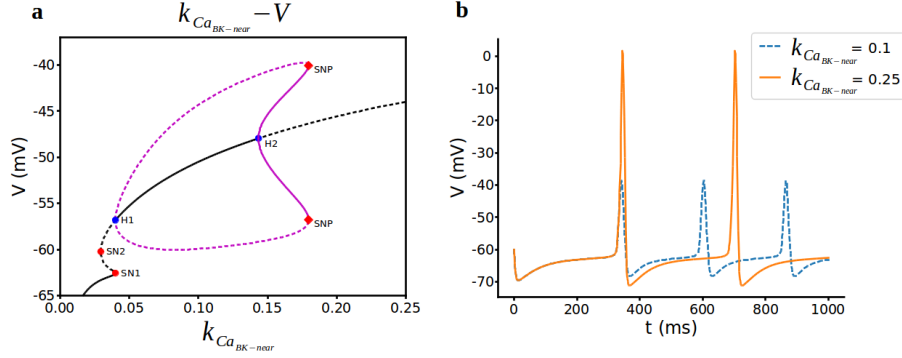 a
k_{Ca_{BK−near}}−V
V (mV)
-40
-45
-50
-55
-60
-65
SNP
H2
H1
SN2
SN1
SNP
0.00 0.05 0.10 0.15 0.20 0.25
k_{Ca_{BK−near}}
b
k_{Ca_{BK−near}} = 0.1
k_{Ca_{BK−near}} = 0.25
V (mV)
0
-10
-20
-30
-40
-50
-60
-70
0 200 400 600 800 1000
t (ms)